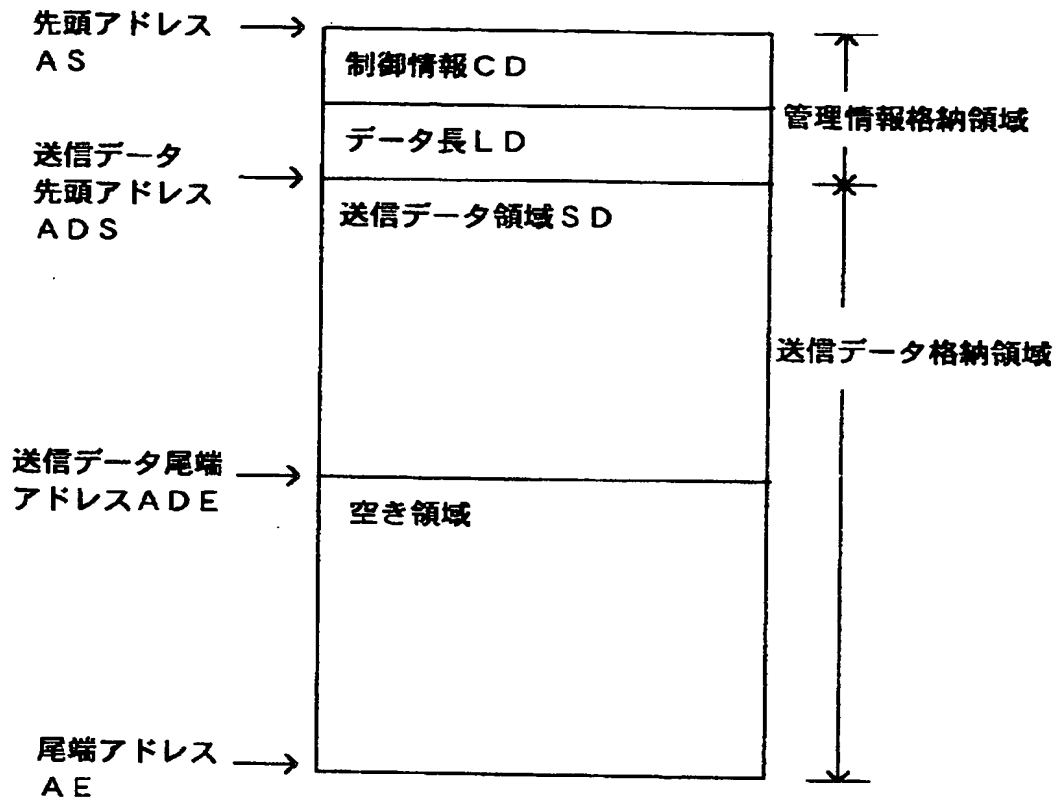 先頭アドレス
AS
制御情報CD
管理情報格納領域
データ長LD
送信データ
先頭アドレス
ADS
送信データ領域SD
送信データ格納領域
送信データ尾端
アドレスADE
空き領域
尾端アドレス
AE